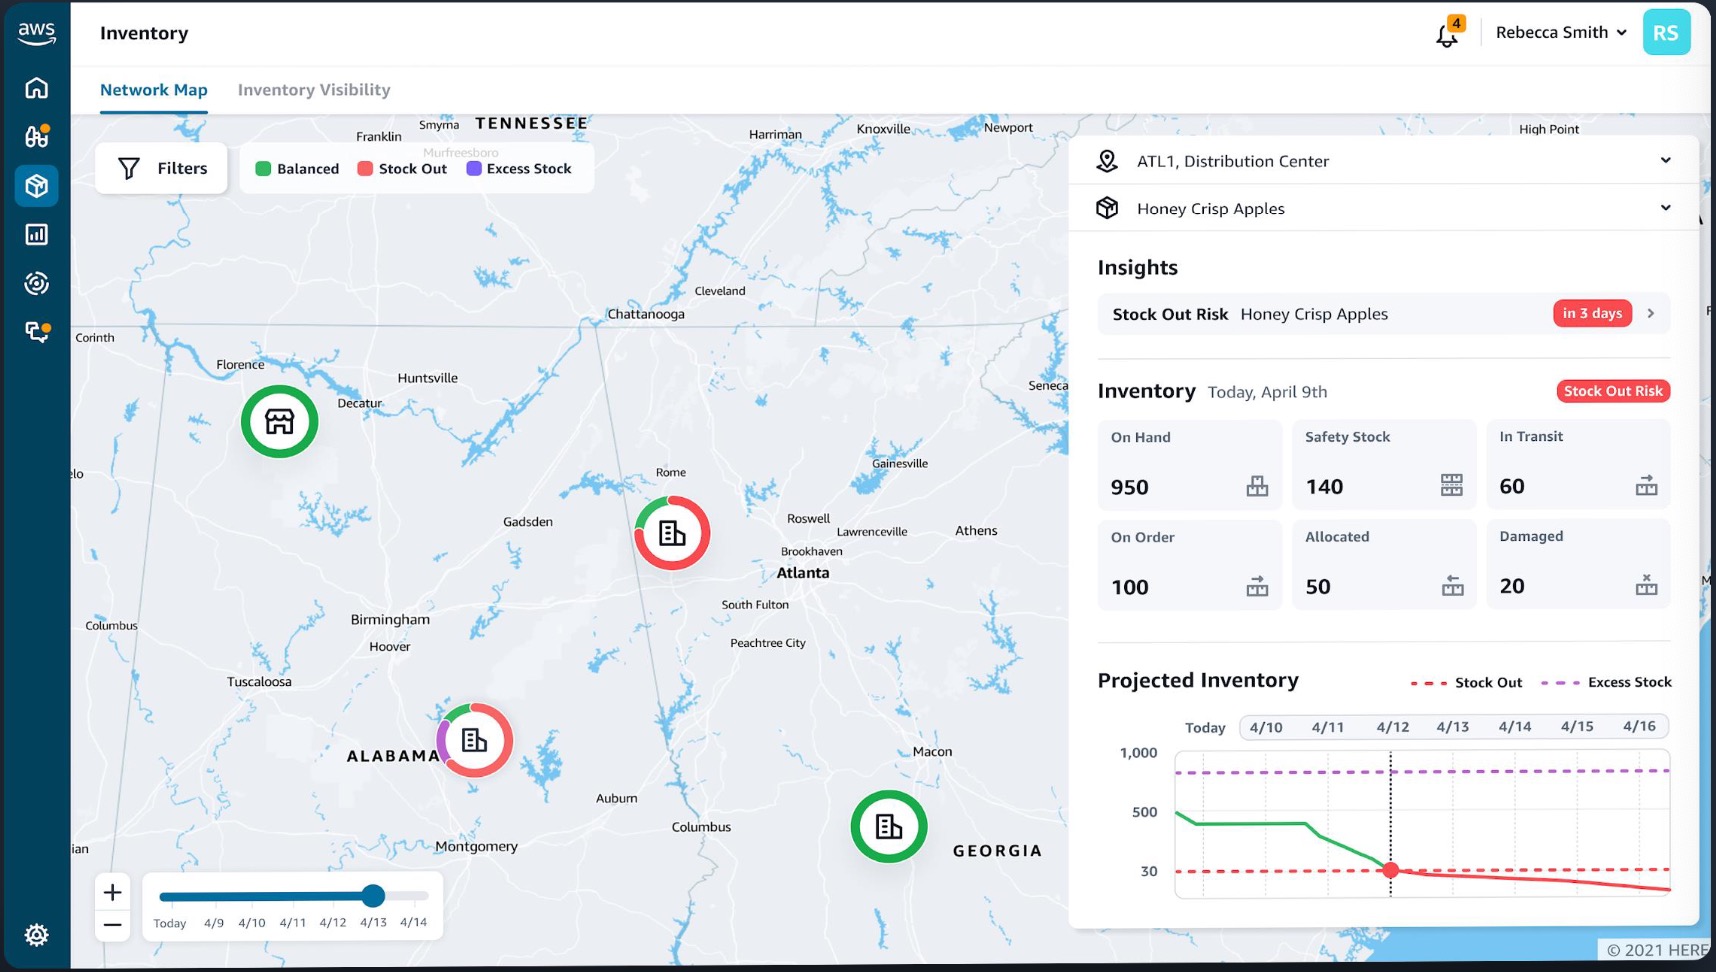 aws
Inventory
4
Rebecca Smith
RS
Network Map
Inventory Visibility
Filters
Balanced
Stock Out
Excess Stock
Franklin
Smyrna
TENNESSEE
Murfreesboro
Harriman
Knoxville
Newport
High Point
Cleveland
Chattanooga
Corinth
Florence
Huntsville
Decatur
Seneca
elo
Rome
Gainesville
Gadsden
Roswell
Lawrenceville
Athens
Brookhaven
Atlanta
South Fulton
Birmingham
Columbus
Hoover
Peachtree City
Tuscaloosa
ALABAMA
Macon
Auburn
Columbus
Montgomery
GEORGIA
ian
+
−
Today 4/9 4/10 4/11 4/12 4/13 4/14
ATL1, Distribution Center
Honey Crisp Apples
Insights
Stock Out Risk Honey Crisp Apples in 3 days
Inventory Today, April 9th Stock Out Risk
On Hand
950
Safety Stock
140
In Transit
60
On Order
100
Allocated
50
Damaged
20
Projected Inventory
Stock Out
Excess Stock
Today 4/10 4/11 4/12 4/13 4/14 4/15 4/16
1,000
500
30
© 2021 HERE